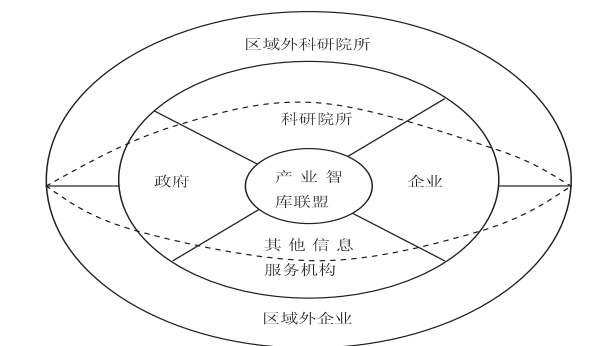 区域外科研院所
科研院所
政府
产业智
库联盟
企业
其他信息
服务机构
区域外企业